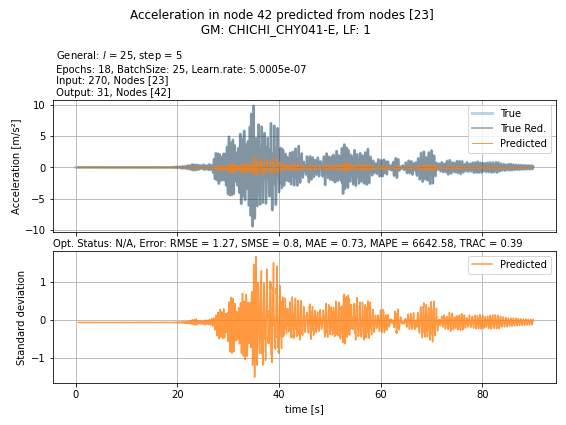 Acceleration in node 42 predicted from nodes [23]
GM: CHICHI_CHY041-E, LF: 1
General: l = 25, step = 5
Epochs: 18, BatchSize: 25, Learn.rate: 5.0005e-07
Input: 270, Nodes [23]
Output: 31, Nodes [42]
Acceleration [m/s²]
10
5
0
−5
−10
True
True Red.
Predicted
Opt. Status: N/A, Error: RMSE = 1.27, SMSE = 0.8, MAE = 0.73, MAPE = 6642.58, TRAC = 0.39
Standard deviation
1
0
−1
Predicted
0 20 40 60 80
time [s]